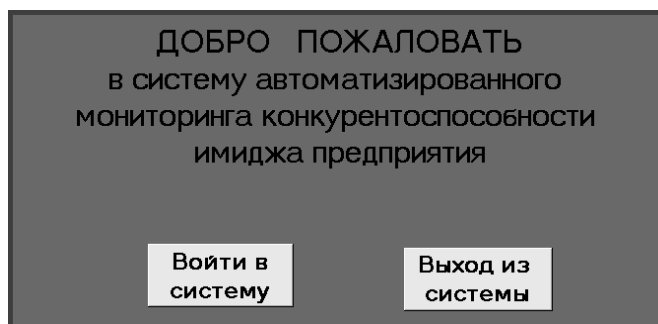 ДОБРО ПОЖАЛОВАТЬ
в систему автоматизированного
мониторинга конкурентоспособности
имиджа предприятия
Войти в
систему
Выход из
системы